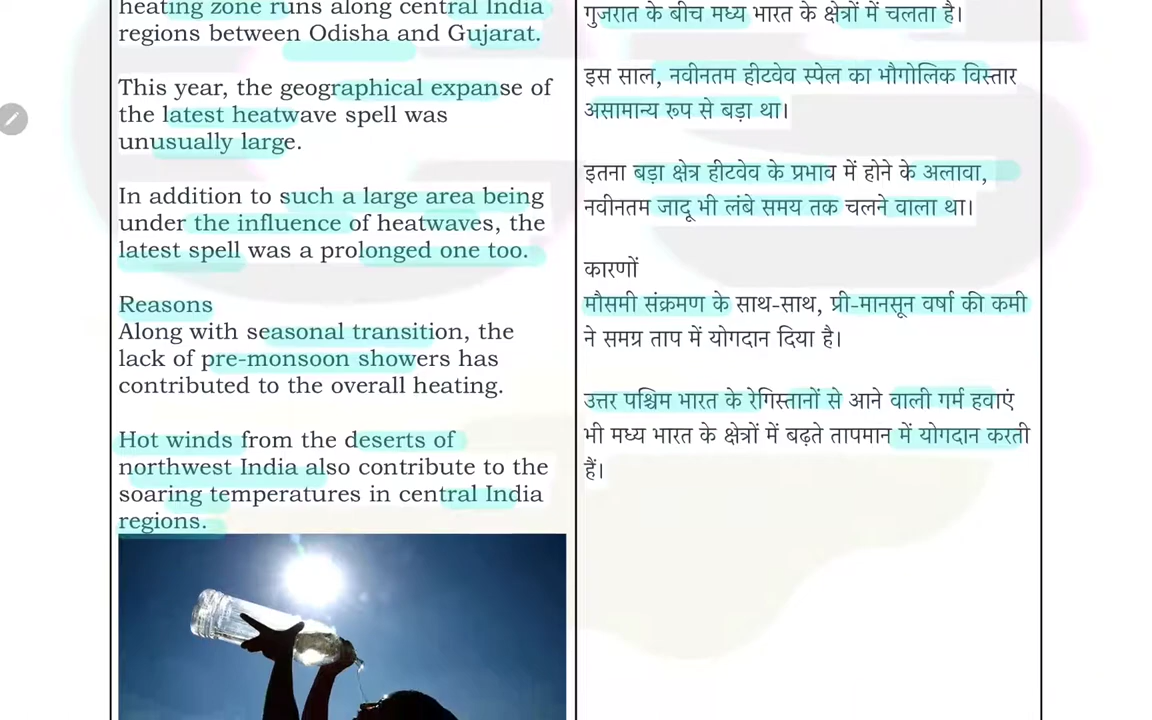 heating zone runs along central India
regions between Odisha and Gujarat.
This year, the geographical expanse of
the latest heatwave spell was
unusually large.
In addition to such a large area being
under the influence of heatwaves, the
latest spell was a prolonged one too.
Reasons
Along with seasonal transition, the
lack of pre-monsoon showers has
contributed to the overall heating.
Hot winds from the deserts of
northwest India also contribute to the
soaring temperatures in central India
regions.
गुजरात के बीच मध्य भारत के क्षेत्रों में चलता है।
इस साल, नवीनतम हीटवेव स्पेल का भौगोलिक विस्तार
असामान्य रूप से बड़ा था।
इतना बड़ा क्षेत्र हीटवेव के प्रभाव में होने के अलावा,
नवीनतम जादू भी लंबे समय तक चलने वाला था।
कारणों
मौसमी संक्रमण के साथ-साथ, प्री-मानसून वर्षा की कमी
ने समग्र ताप में योगदान दिया है।
उत्तर पश्चिम भारत के रेगिस्तानों से आने वाली गर्म हवाएं
भी मध्य भारत के क्षेत्रों में बढ़ते तापमान में योगदान करती
हैं।